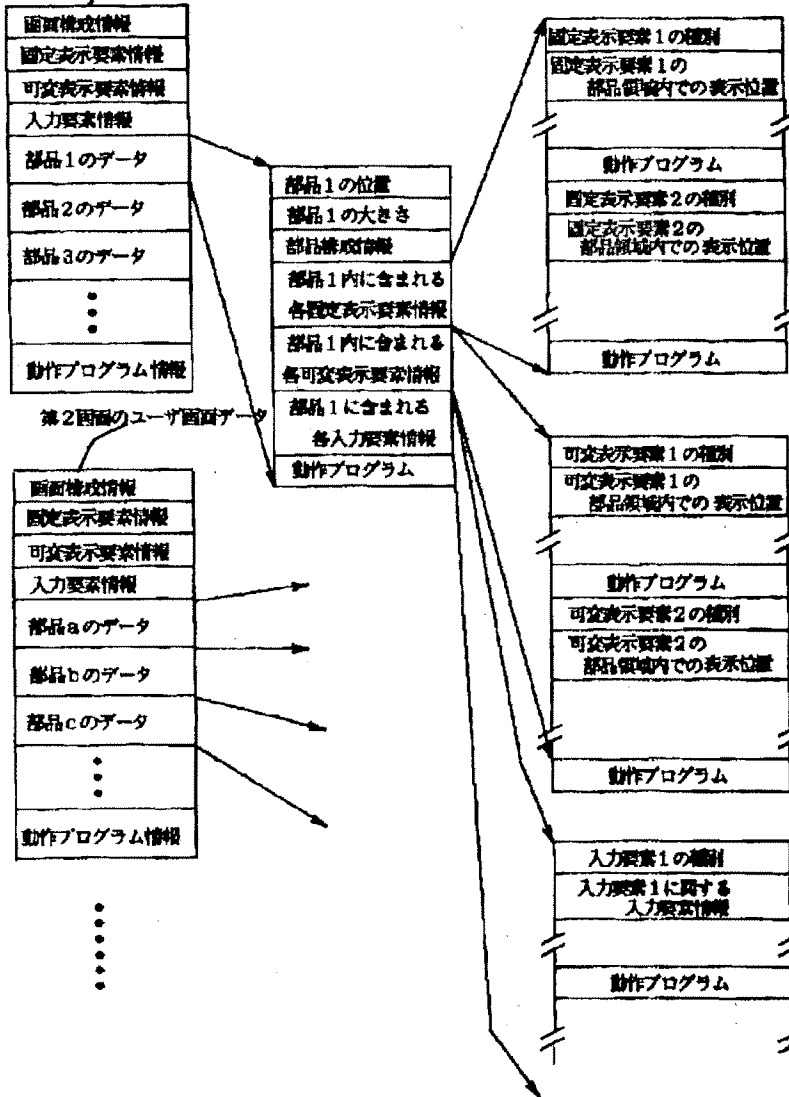 画面構成情報
固定表示要素情報
可変表示要素情報
入力要素情報
部品1のデータ
部品2のデータ
部品3のデータ
動作プログラム情報
第2画面のユーザ画面データ
画面構成情報
固定表示要素情報
可変表示要素情報
入力要素情報
部品aのデータ
部品bのデータ
部品cのデータ
動作プログラム情報
部品1の位置
部品1の大きさ
部品構成情報
部品1内に含まれる
各固定表示要素情報
部品1内に含まれる
各可変表示要素情報
部品1に含まれる
各入力要素情報
動作プログラム
固定表示要素1の種別
固定表示要素1の
部品領域内での表示位置
動作プログラム
固定表示要素2の種別
固定表示要素2の
部品領域内での表示位置
動作プログラム
可変表示要素1の種別
可変表示要素1の
部品領域内での表示位置
動作プログラム
可変表示要素2の種別
可変表示要素2の
部品領域内での表示位置
動作プログラム
入力要素1の種別
入力要素1に関する
入力要素情報
動作プログラム